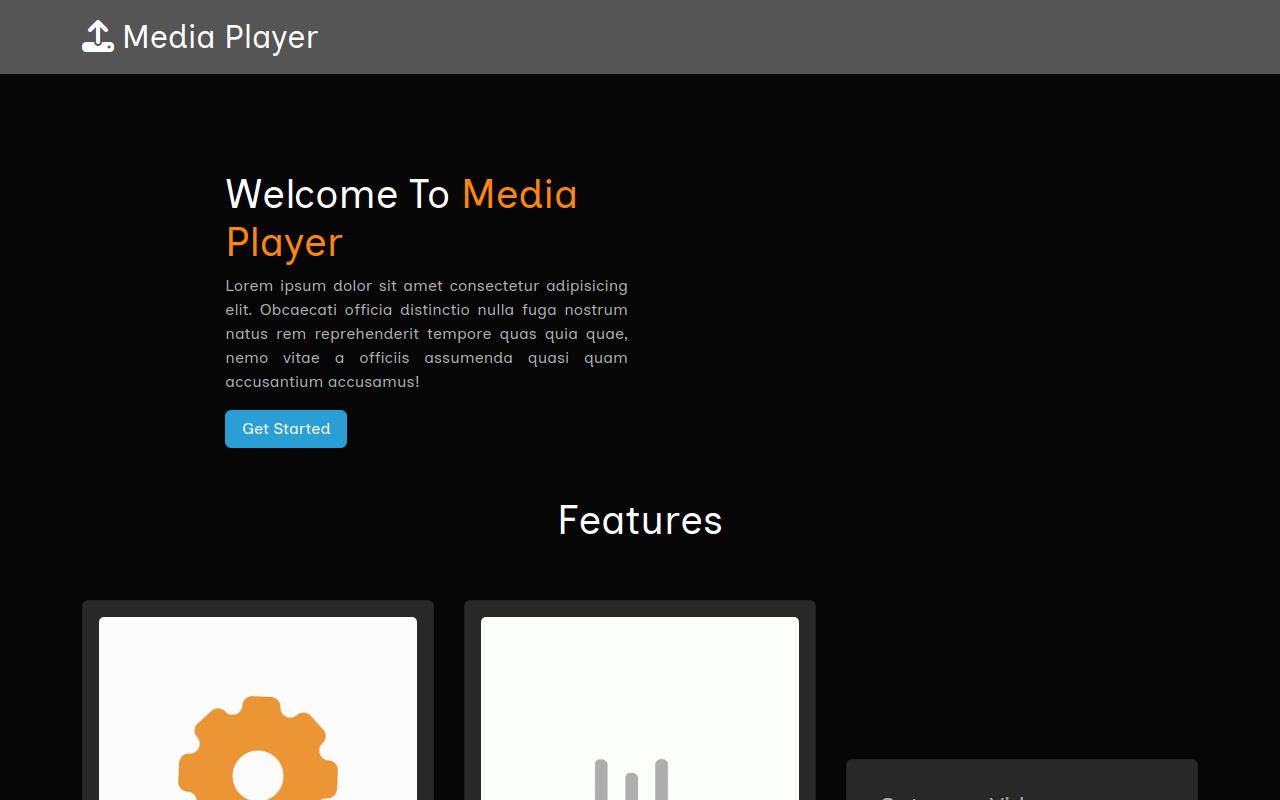 Media Player
Welcome To Media
Player
Lorem ipsum dolor sit amet consectetur adipisicing
elit. Obcaecati officia distinctio nulla fuga nostrum
natus rem reprehenderit tempore quas quia quae,
nemo vitae a officiis assumenda quasi quam
accusantium accusamus!
Get Started
Features